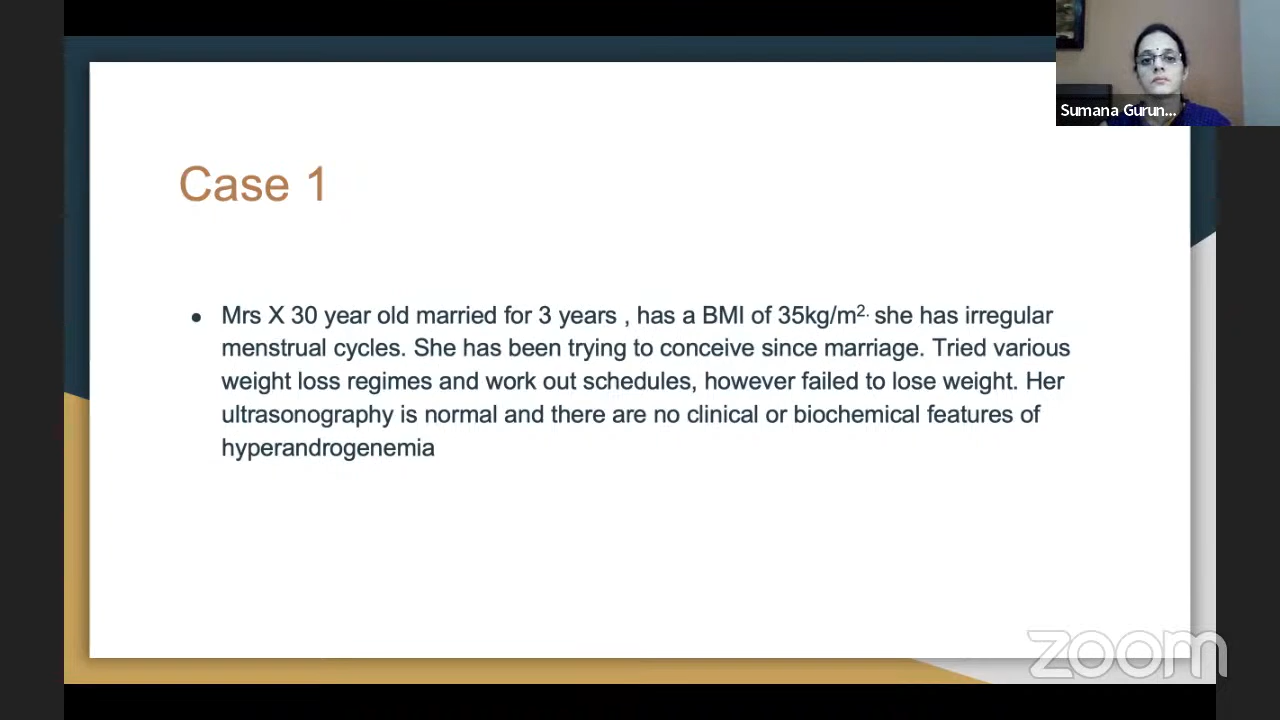 Sumana Gurun...
Case 1
• Mrs X 30 year old married for 3 years , has a BMI of 35kg/m2. she has irregular
menstrual cycles. She has been trying to conceive since marriage. Tried various
weight loss regimes and work out schedules, however failed to lose weight. Her
ultrasonography is normal and there are no clinical or biochemical features of
hyperandrogenemia
zoom